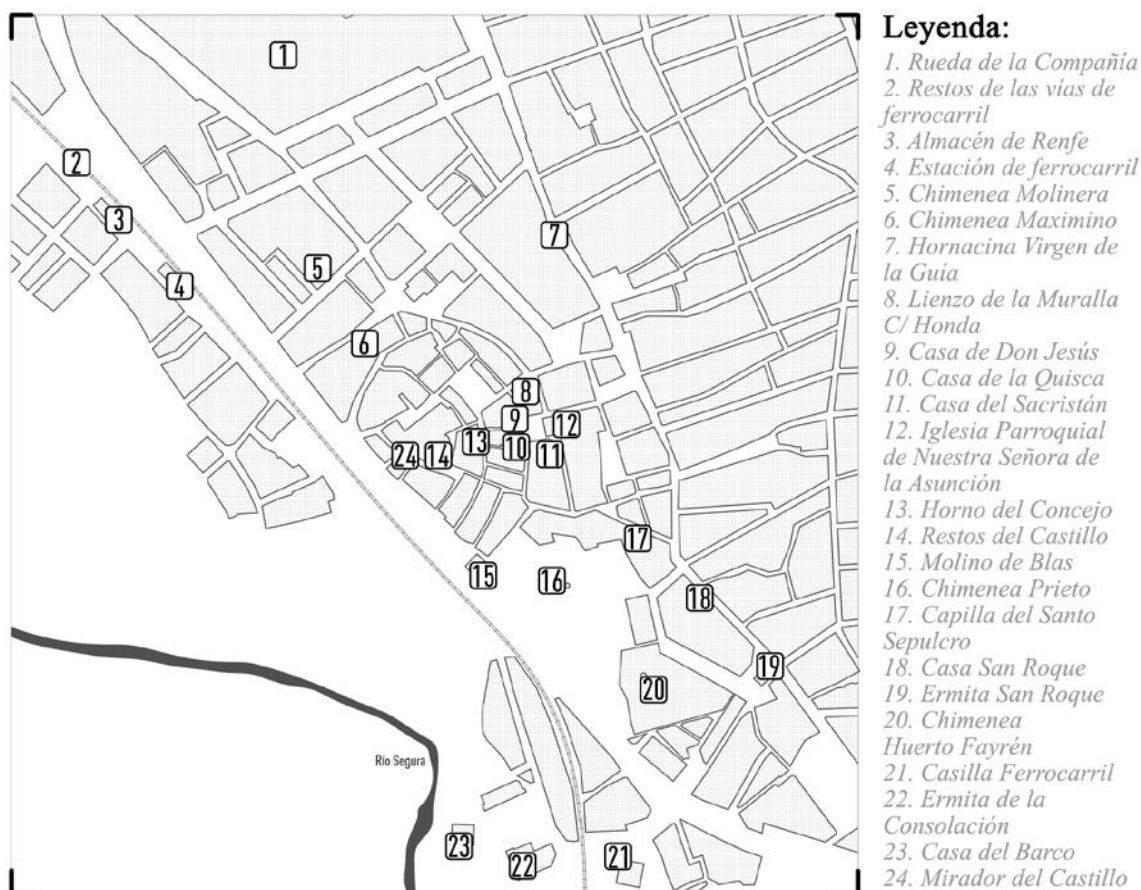 Leyenda:
1. Rueda de la Compañía
2. Restos de las vías de
ferrocarril
3. Almacén de Renfe
4. Estación de ferrocarril
5. Chimenea Molinera
6. Chimenea Maximino
7. Hornacina Virgen de
la Guía
8. Lienzo de la Muralla
C/ Honda
9. Casa de Don Jesús
10. Casa de la Quisca
11. Casa del Sacristán
12. Iglesia Parroquial
de Nuestra Señora de
la Asunción
13. Horno del Concejo
14. Restos del Castillo
15. Molino de Blas
16. Chimenea Prieto
17. Capilla del Santo
Sepulcro
18. Casa San Roque
19. Ermita San Roque
20. Chimenea
Huerto Fayrén
21. Casilla Ferrocarril
22. Ermita de la
Consolación
23. Casa del Barco
24. Mirador del Castillo
1
2
3
4
5
6
7
8
9
10
11
12
13
14
24
15
16
17
18
19
20
Río Segura
21
22
23